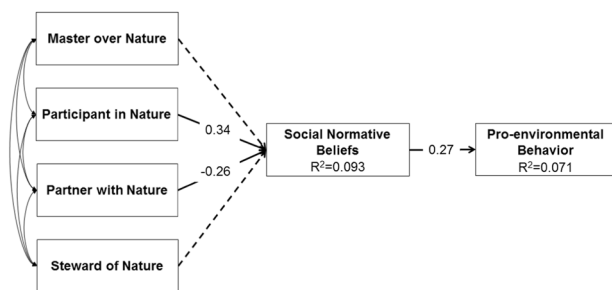 Master over Nature
Participant in Nature
0.34
Social Normative
Beliefs
R²=0.093
0.27
Pro-environmental
Behavior
R²=0.071
Partner with Nature
-0.26
Steward of Nature